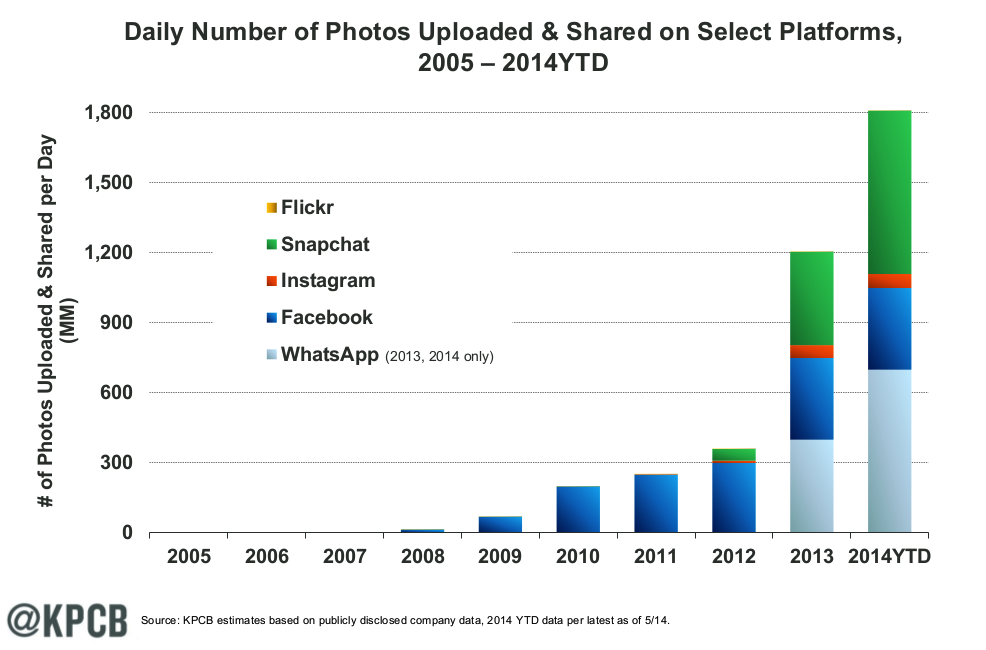 Daily Number of Photos Uploaded & Shared on Select Platforms,
2005 – 2014YTD
# of Photos Uploaded & Shared per Day
(MM)
1,800
1,500
1,200
900
600
300
0
Flickr
Snapchat
Instagram
Facebook
WhatsApp (2013, 2014 only)
2005 2006 2007 2008 2009 2010 2011 2012 2013 2014YTD
@KPCB
Source: KPCB estimates based on publicly disclosed company data, 2014 YTD data per latest as of 5/14.